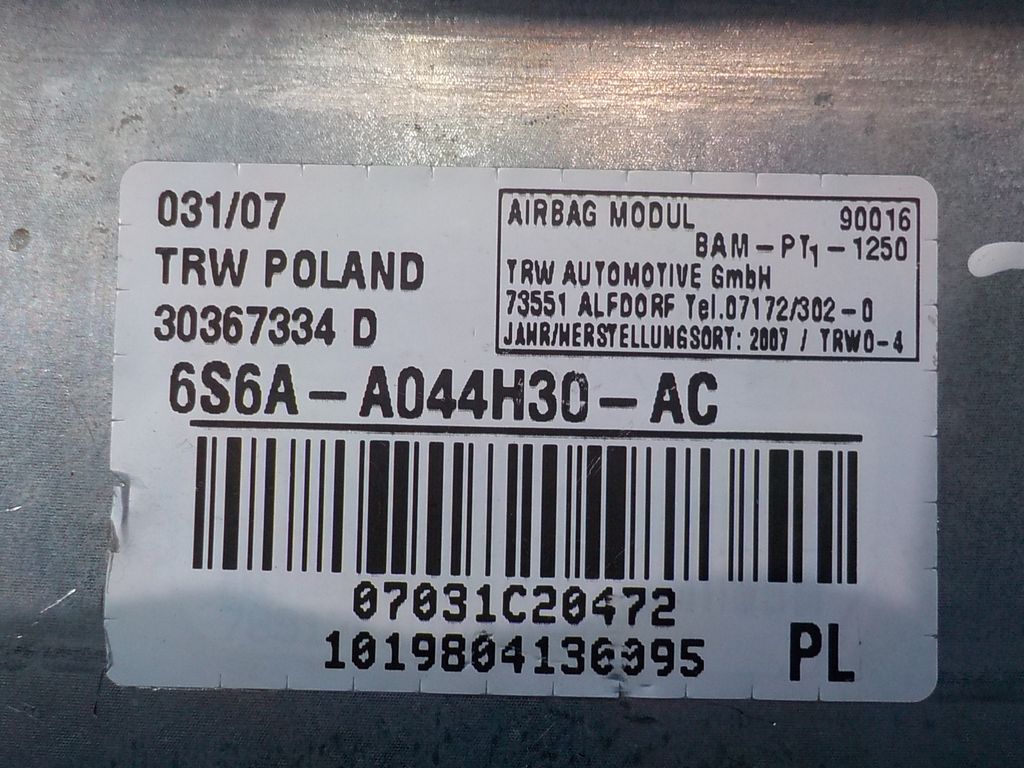 031/07
TRW POLAND
30367334 D
AIRBAG MODUL 90016
BAM-PT1-1250
TRW AUTOMOTIVE GmbH
73551 ALFDORF Tel.07172/302-0
JAHR/HERSTELLUNGSORT: 2007 / TRWO-4
6S6A-A044H30-AC
07031C20472
1019804136095
PL